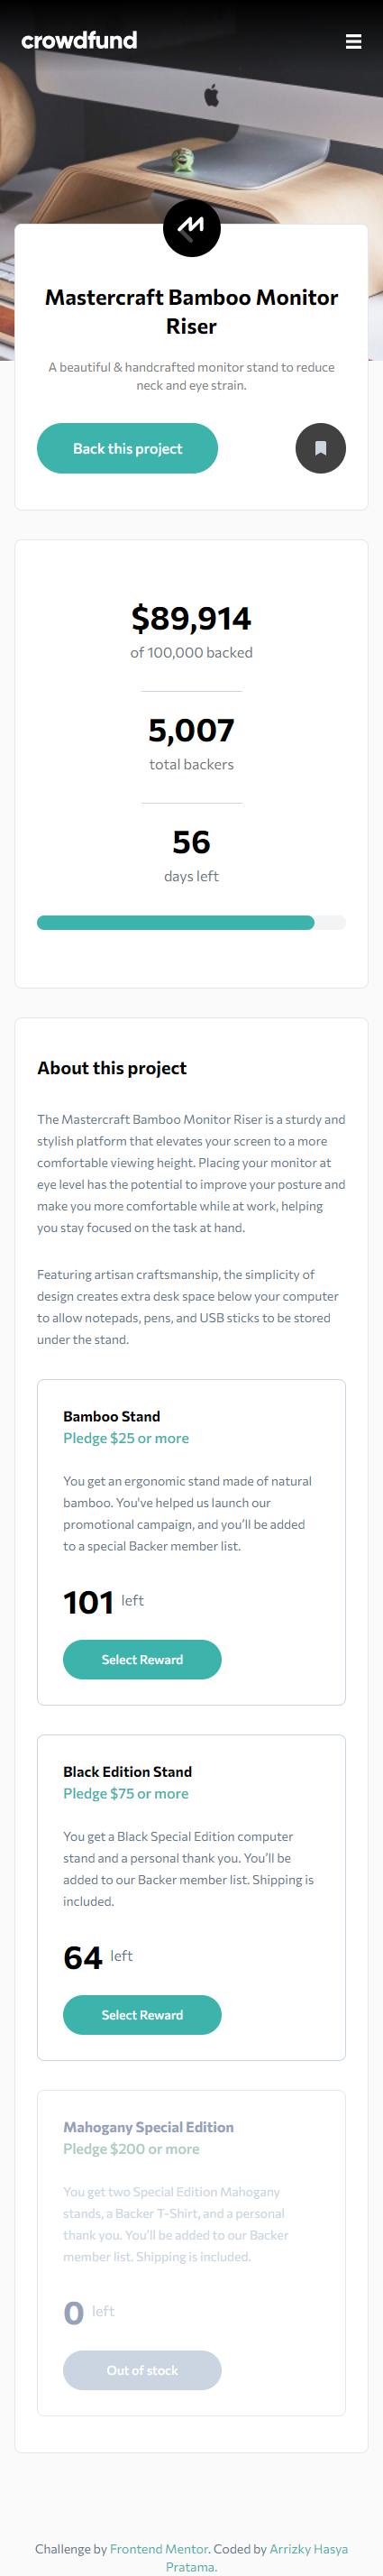 crowdfund
Mastercraft Bamboo Monitor
Riser
A beautiful & handcrafted monitor stand to reduce
neck and eye strain.
Back this project
$89,914
of 100,000 backed
5,007
total backers
56
days left
About this project
The Mastercraft Bamboo Monitor Riser is a sturdy and
stylish platform that elevates your screen to a more
comfortable viewing height. Placing your monitor at
eye level has the potential to improve your posture and
make you more comfortable while at work, helping
you stay focused on the task at hand.
Featuring artisan craftsmanship, the simplicity of
design creates extra desk space below your computer
to allow notepads, pens, and USB sticks to be stored
under the stand.
Bamboo Stand
Pledge $25 or more
You get an ergonomic stand made of natural
bamboo. You've helped us launch our
promotional campaign, and you'll be added
to a special Backer member list.
101 left
Select Reward
Black Edition Stand
Pledge $75 or more
You get a Black Special Edition computer
stand and a personal thank you. You'll be
added to our Backer member list. Shipping is
included.
64 left
Select Reward
Mahogany Special Edition
Pledge $200 or more
You get two Special Edition Mahogany
stands, a Backer T-Shirt, and a personal
thank you. You'll be added to our Backer
member list. Shipping is included.
0 left
Out of stock
Challenge by Frontend Mentor. Coded by Arrizky Hasya
Pratama.